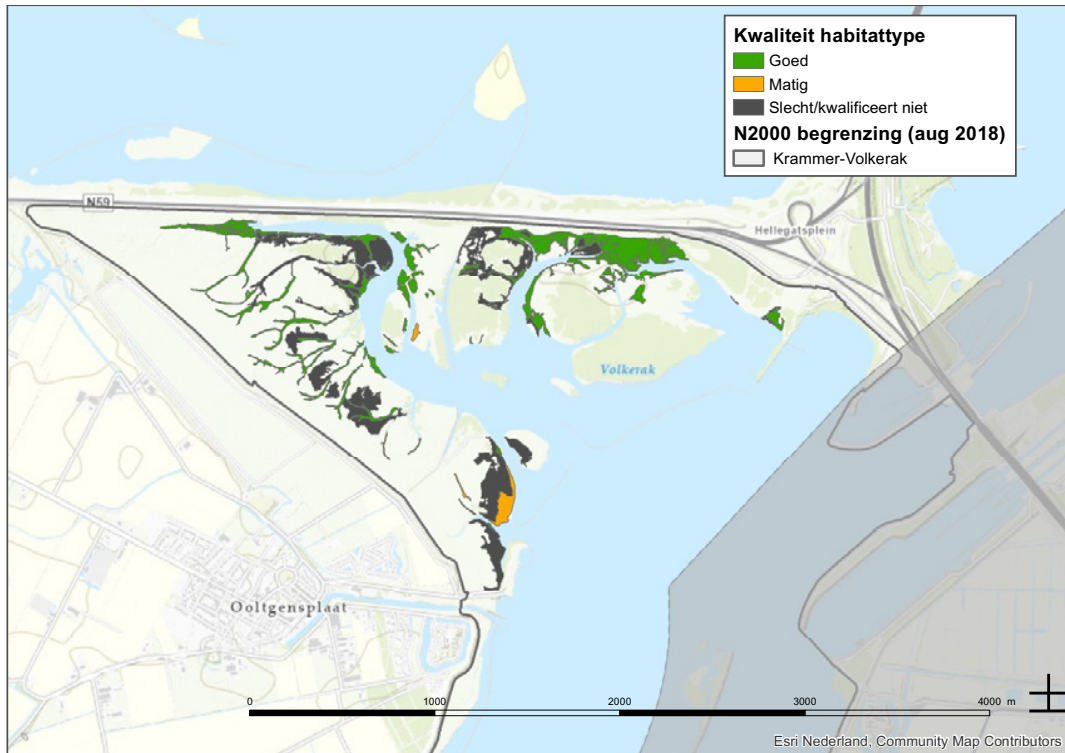 Kwaliteit habitattype
Goed
Matig
Slecht/kwalificeert niet
N2000 begrenzing (aug 2018)
Krammer-Volkerak
N59
Hellegatsplein
Volkerak
Ooltgensplaat
0
1000
2000
3000
4000 m
Esri Nederland, Community Map Contributors